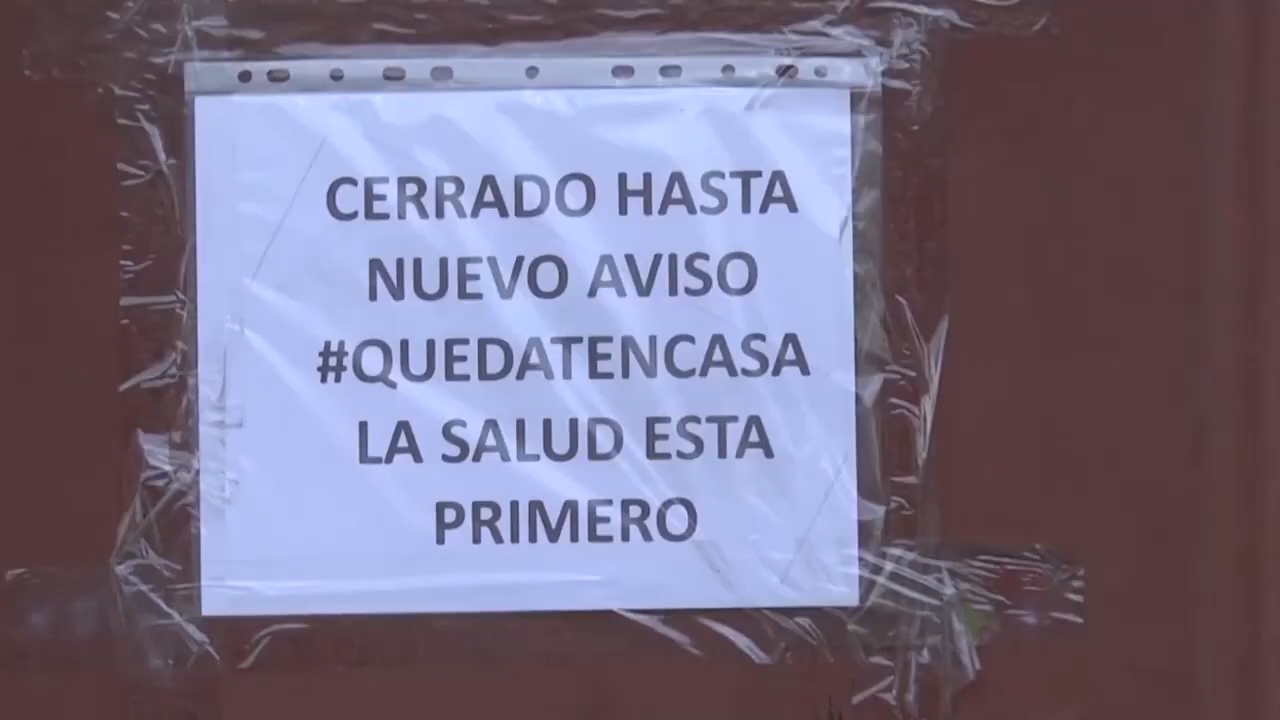 CERRADO HASTA
NUEVO AVISO
#QUEDATENCASA
LA SALUD ESTA
PRIMERO